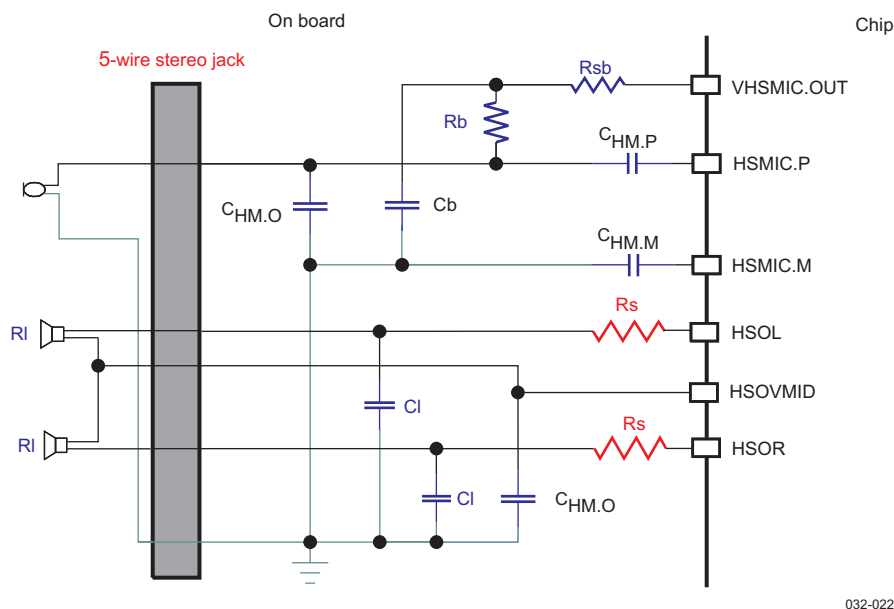 On board
Chip
5-wire stereo jack
Rsb
VHSMIC.OUT
Rb
CHM.P
HSMIC.P
CHM.O
Cb
CHM.M
HSMIC.M
Rl
Rs
HSOL
Cl
HSOVMID
Rl
Rs
HSOR
Cl
CHM.O
032-022